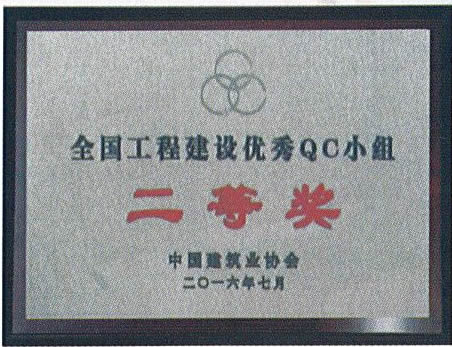 全国工程建设优秀QC小组
二等奖
中国建筑业协会
二〇一六年七月